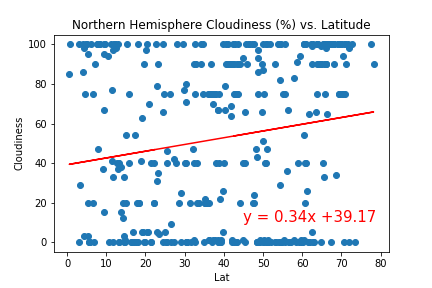 Northern Hemisphere Cloudiness (%) vs. Latitude
Cloudiness
100
80
60
40
20
0
y = 0.34x +39.17
0 10 20 30 40 50 60 70 80
Lat